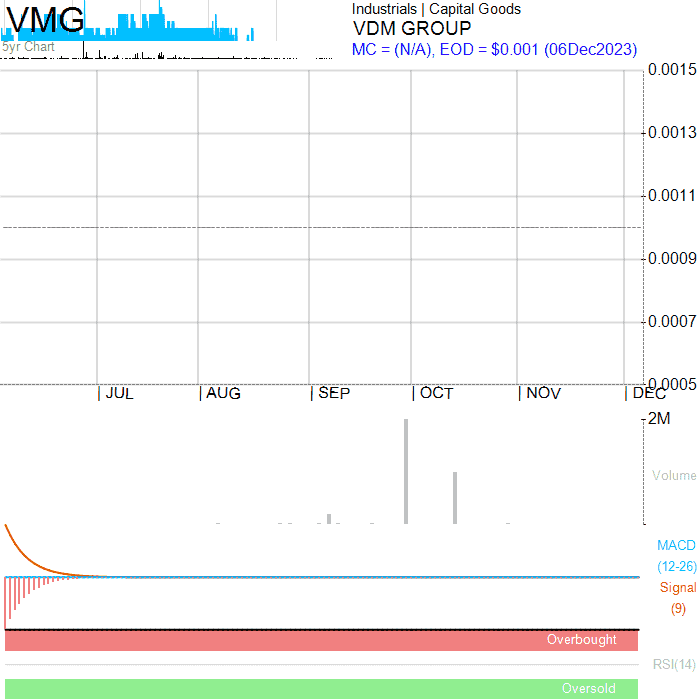 VMG
5yr Chart
Industrials | Capital Goods
VDM GROUP
MC = (N/A), EOD = $0.001 (06Dec2023)
0.0015
0.0013
0.0011
0.0009
0.0007
0.0005
JUL AUG SEP OCT NOV DEC
2M
Volume
MACD
(12-26)
Signal
(9)
Overbought
RSI(14)
Oversold